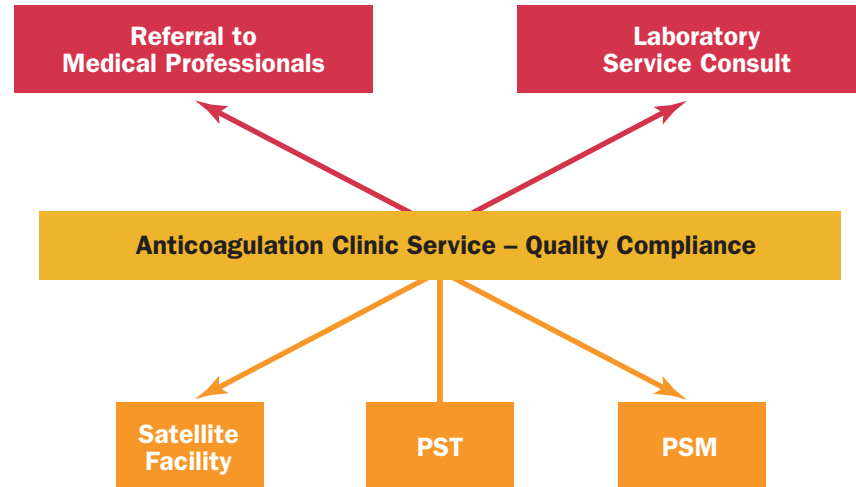 Referral to
Medical Professionals
Laboratory
Service Consult
Anticoagulation Clinic Service – Quality Compliance
Satellite
Facility
PST
PSM